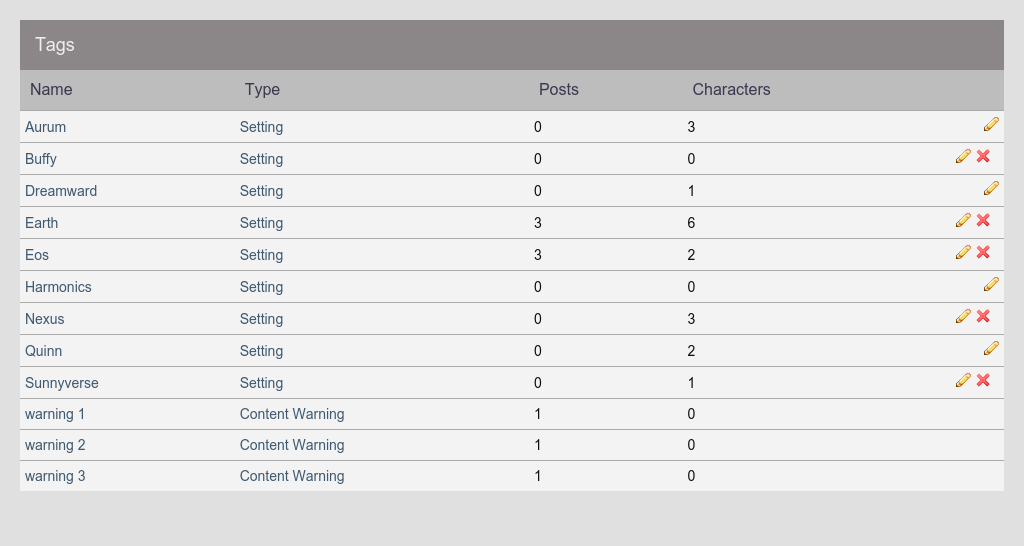 Tags
Name Type Posts Characters
Aurum Setting 0 3
Buffy Setting 0 0
Dreamward Setting 0 1
Earth Setting 3 6
Eos Setting 3 2
Harmonics Setting 0 0
Nexus Setting 0 3
Quinn Setting 0 2
Sunnyverse Setting 0 1
warning 1 Content Warning 1 0
warning 2 Content Warning 1 0
warning 3 Content Warning 1 0